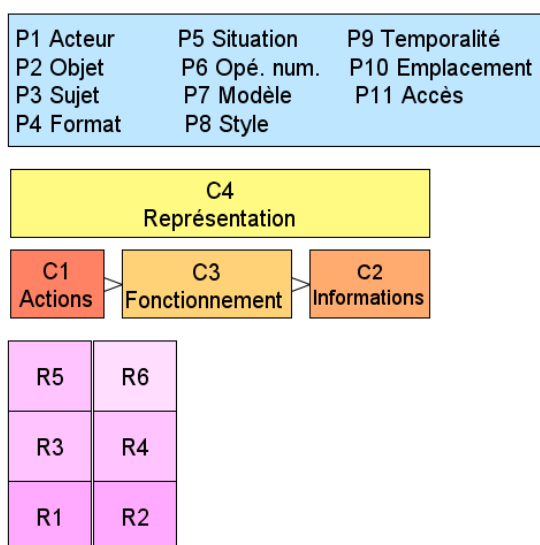 P1 Acteur P5 Situation P9 Temporalité
P2 Objet P6 Opé. num. P10 Emplacement
P3 Sujet P7 Modèle P11 Accès
P4 Format P8 Style
C4
Représentation
C1 C3 C2
Actions Fonctionnement Informations
R5 R6
R3 R4
R1 R2